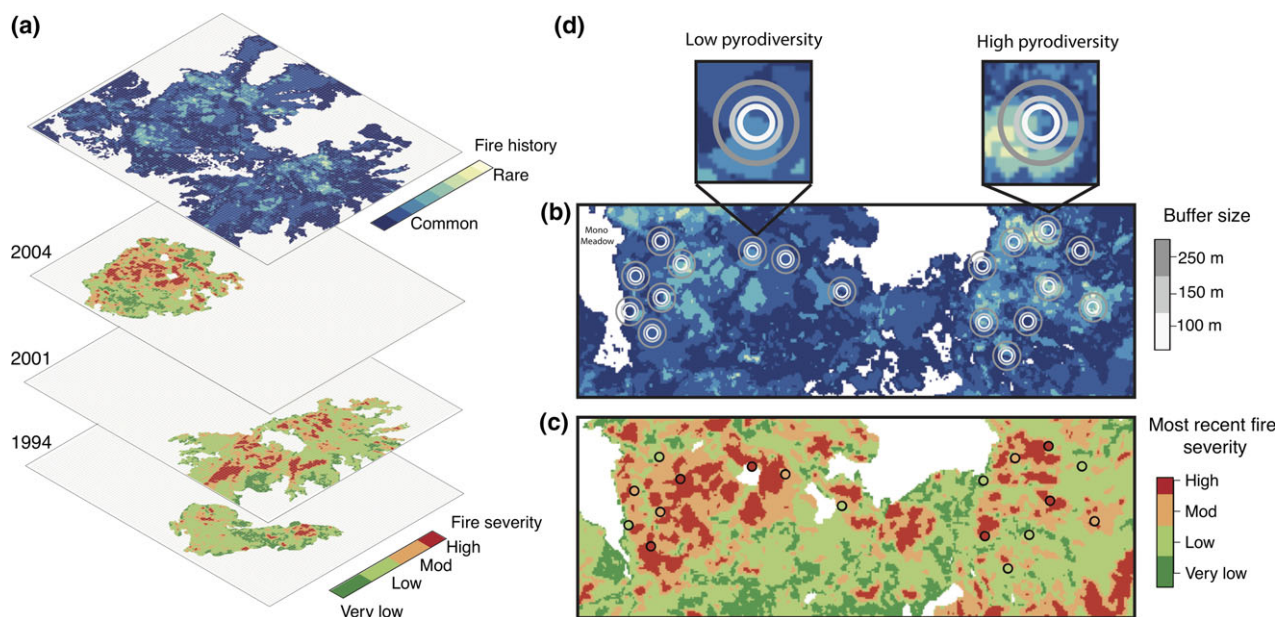 (a)
Fire history
Rare
Common
2004
2001
1994
Fire severity
High
Mod
Low
Very low
(d)
Low pyrodiversity
High pyrodiversity
(b)
Mono
Meadow
Buffer size
250 m
150 m
100 m
(c)
Most recent fire
severity
High
Mod
Low
Very low